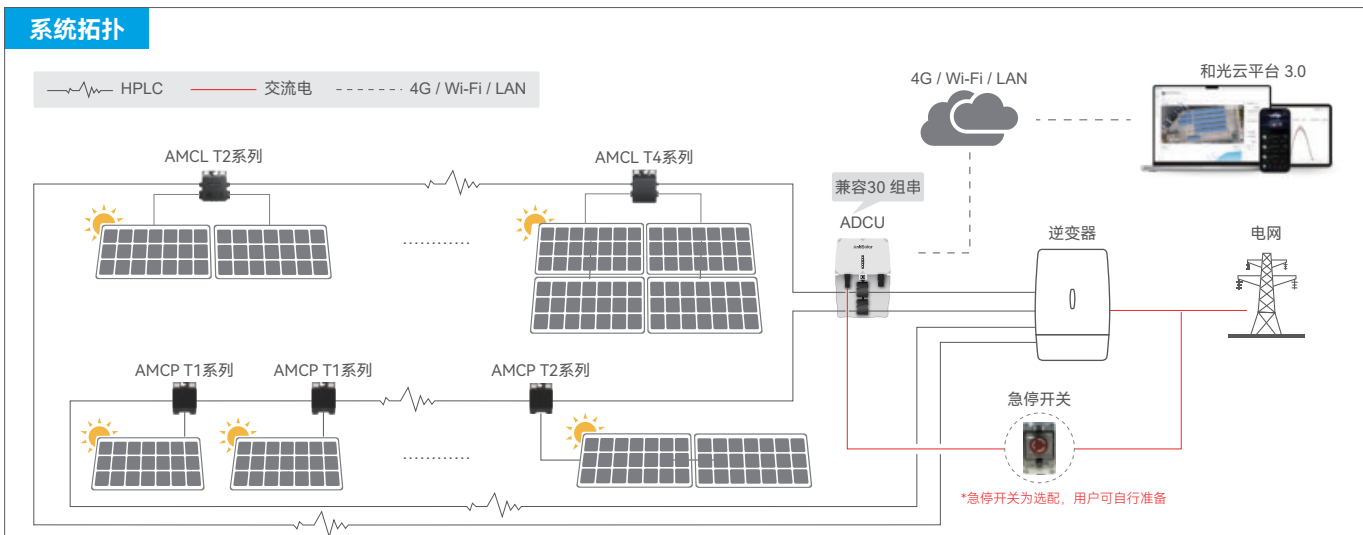 系统拓扑
HPLC
交流电
4G / Wi-Fi / LAN
4G / Wi-Fi / LAN
和光云平台 3.0
AMCL T2系列
AMCL T4系列
兼容30 组串
ADCU
逆变器
电网
AMCP T1系列
AMCP T1系列
AMCP T2系列
急停开关
*急停开关为选配，用户可自行准备